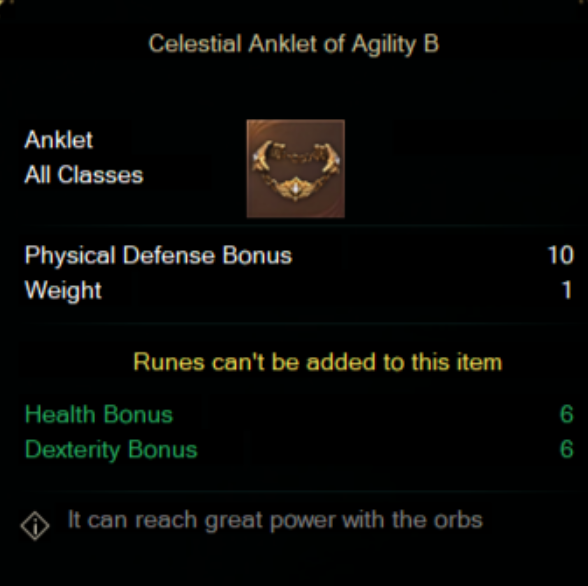 Celestial Anklet of Agility B
Anklet
All Classes
Physical Defense Bonus 10
Weight 1
Runes can't be added to this item
Health Bonus 6
Dexterity Bonus 6
It can reach great power with the orbs